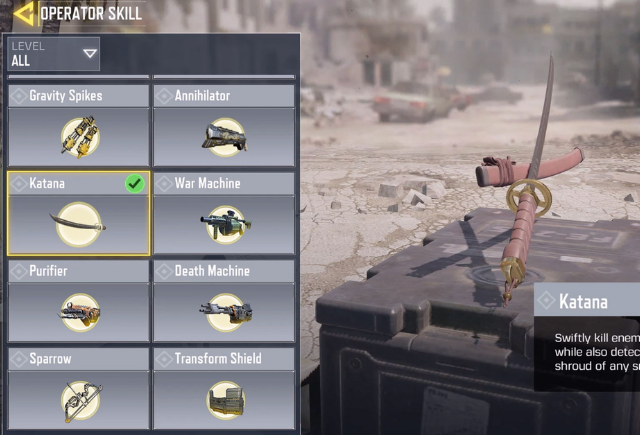 OPERATOR SKILL
LEVEL
ALL
Gravity Spikes
Annihilator
Katana
War Machine
Purifier
Death Machine
Sparrow
Transform Shield
Katana
Swiftly kill enem
while also detec
shroud of any s